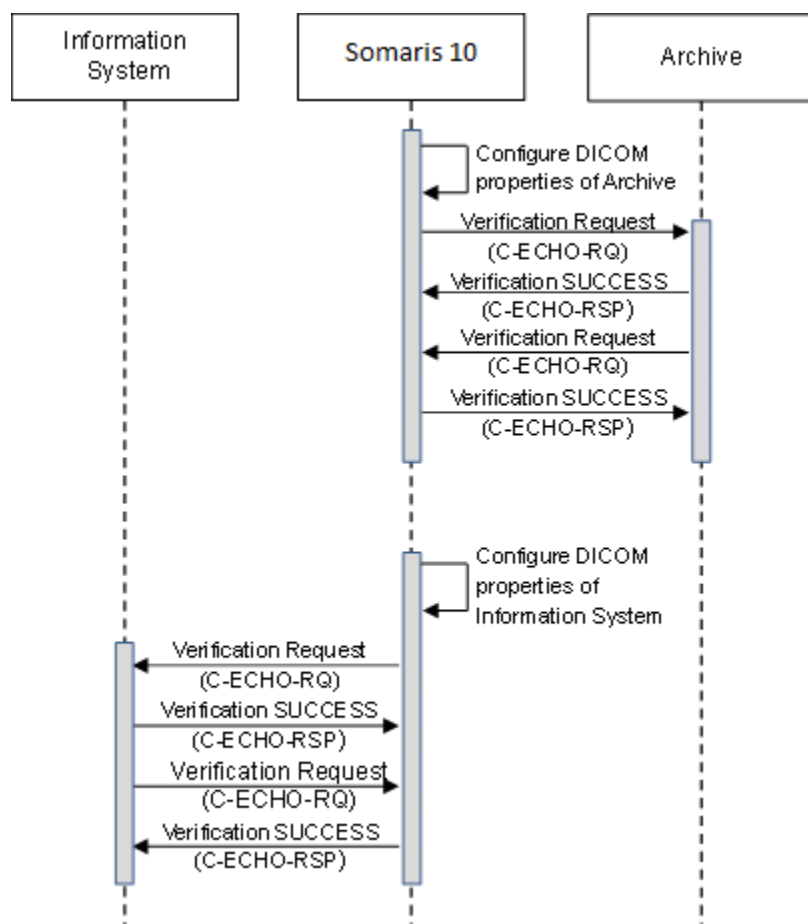 Information
System
Somaris 10
Archive
Configure DICOM
properties of Archive
Verification Request
(C-ECHO-RQ)
Verification SUCCESS
(C-ECHO-RSP)
Verification Request
(C-ECHO-RQ)
Verification SUCCESS
(C-ECHO-RSP)
Configure DICOM
properties of
Information System
Verification Request
(C-ECHO-RQ)
Verification SUCCESS
(C-ECHO-RSP)
Verification Request
(C-ECHO-RQ)
Verification SUCCESS
(C-ECHO-RSP)